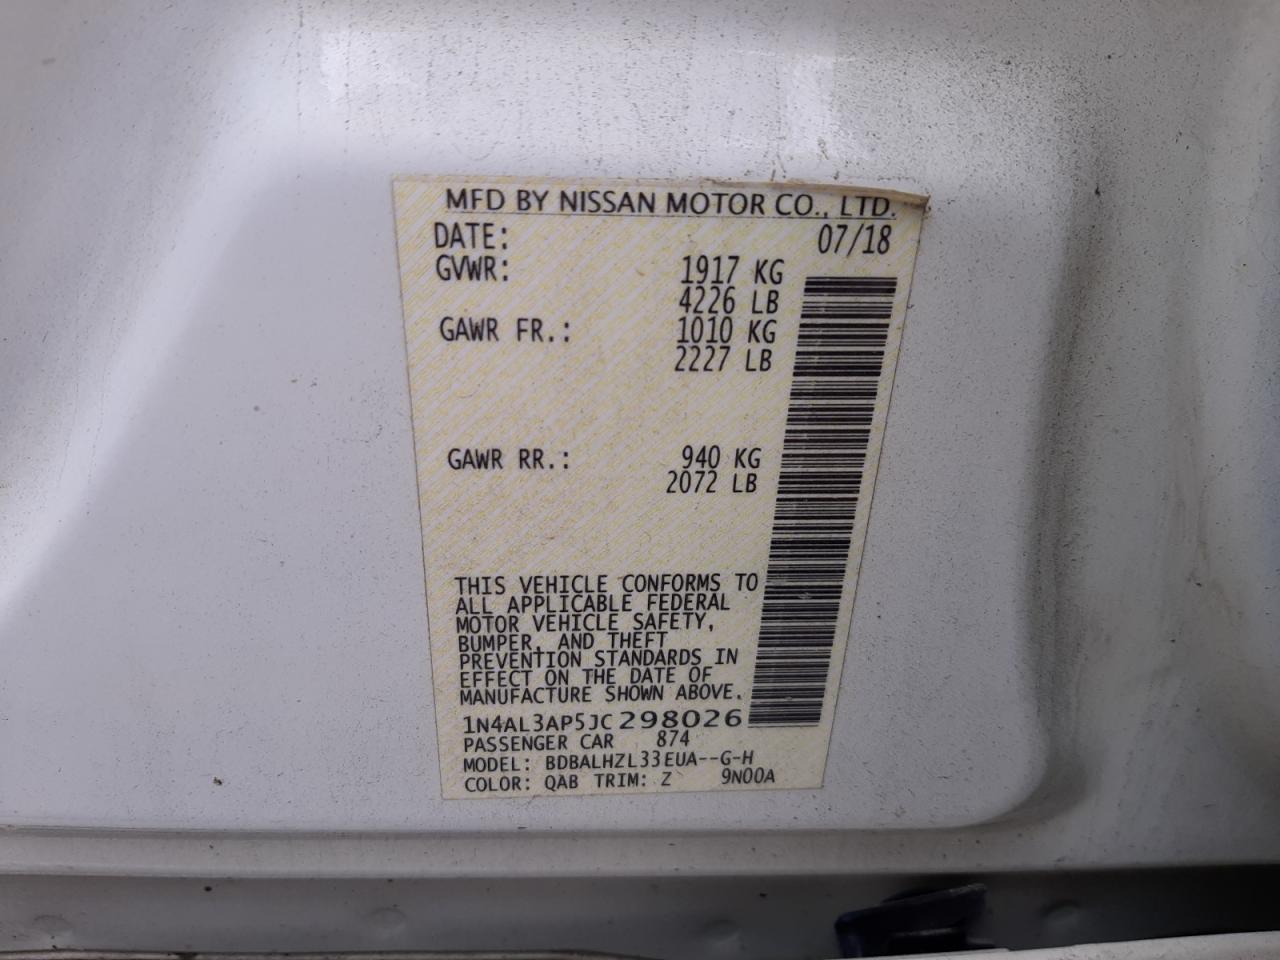 MFD BY NISSAN MOTOR CO., LTD.
DATE: 07/18
GVWR: 1917 KG
4226 LB
GAWR FR.: 1010 KG
2227 LB
GAWR RR.: 940 KG
2072 LB
THIS VEHICLE CONFORMS TO
ALL APPLICABLE FEDERAL
MOTOR VEHICLE SAFETY,
BUMPER, AND THEFT
PREVENTION STANDARDS IN
EFFECT ON THE DATE OF
MANUFACTURE SHOWN ABOVE.
1N4AL3AP5JC298026
PASSENGER CAR 874
MODEL: BDBALHZL33EUA--G-H
COLOR: QAB TRIM: Z 9N00A